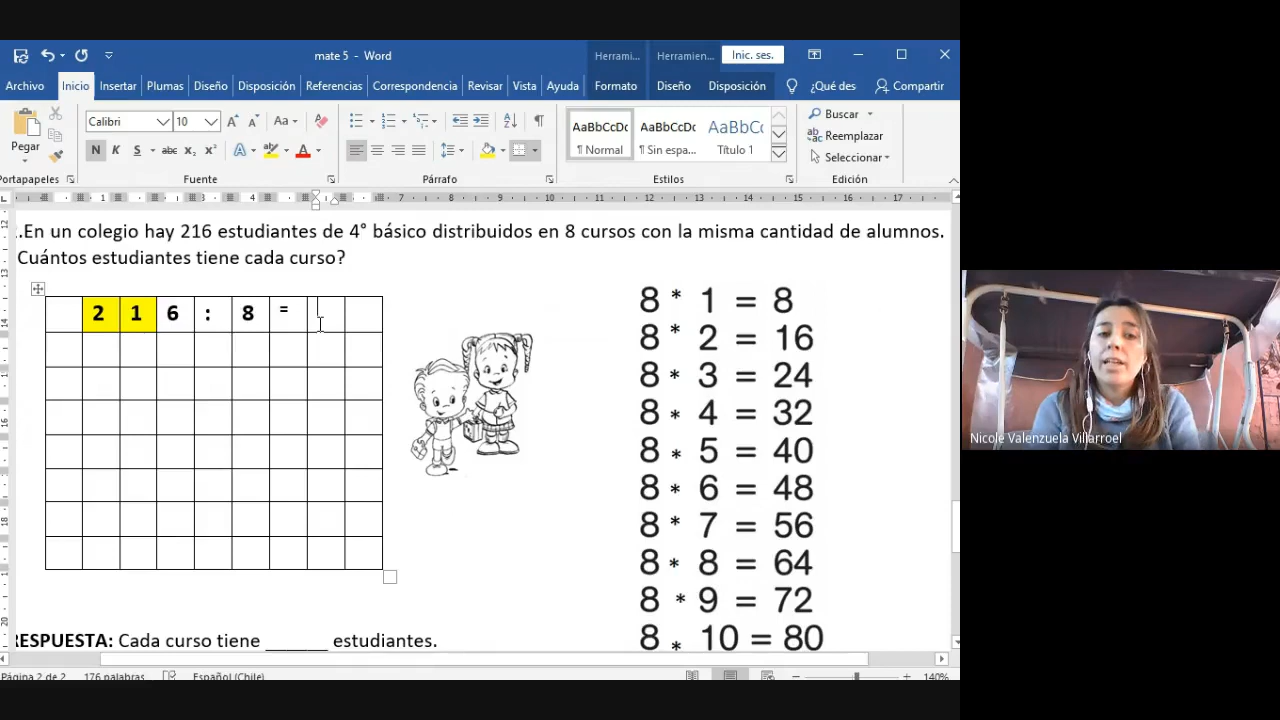 mate 5 - Word
Herrami...
Herramien...
Inic. ses.
Archivo
Inicio
Insertar
Plumas
Diseño
Disposición
Referencias
Correspondencia
Revisar
Vista
Ayuda
Formato
Diseño
Disposición
¿Qué des
Compartir
Pegar
Calibri
10
Aa
N K S abc x₂ x²
A
AaBbCcDc
AaBbCcDc
AaBbCc
¶ Normal
¶ Sin espa...
Título 1
Buscar
Reemplazar
Seleccionar
Portapapeles
Fuente
Párrafo
Estilos
Edición
.En un colegio hay 216 estudiantes de 4° básico distribuidos en 8 cursos con la misma cantidad de alumnos.
Cuántos estudiantes tiene cada curso?
2 1 6 : 8 =
8 * 1 = 8
8 * 2 = 16
8 * 3 = 24
8 * 4 = 32
8 * 5 = 40
8 * 6 = 48
8 * 7 = 56
8 * 8 = 64
8 * 9 = 72
8 * 10 = 80
RESPUESTA: Cada curso tiene ______ estudiantes.
Página 2 de 2
176 palabras
Español (Chile)
140%
Nicole Valenzuela Villarroel